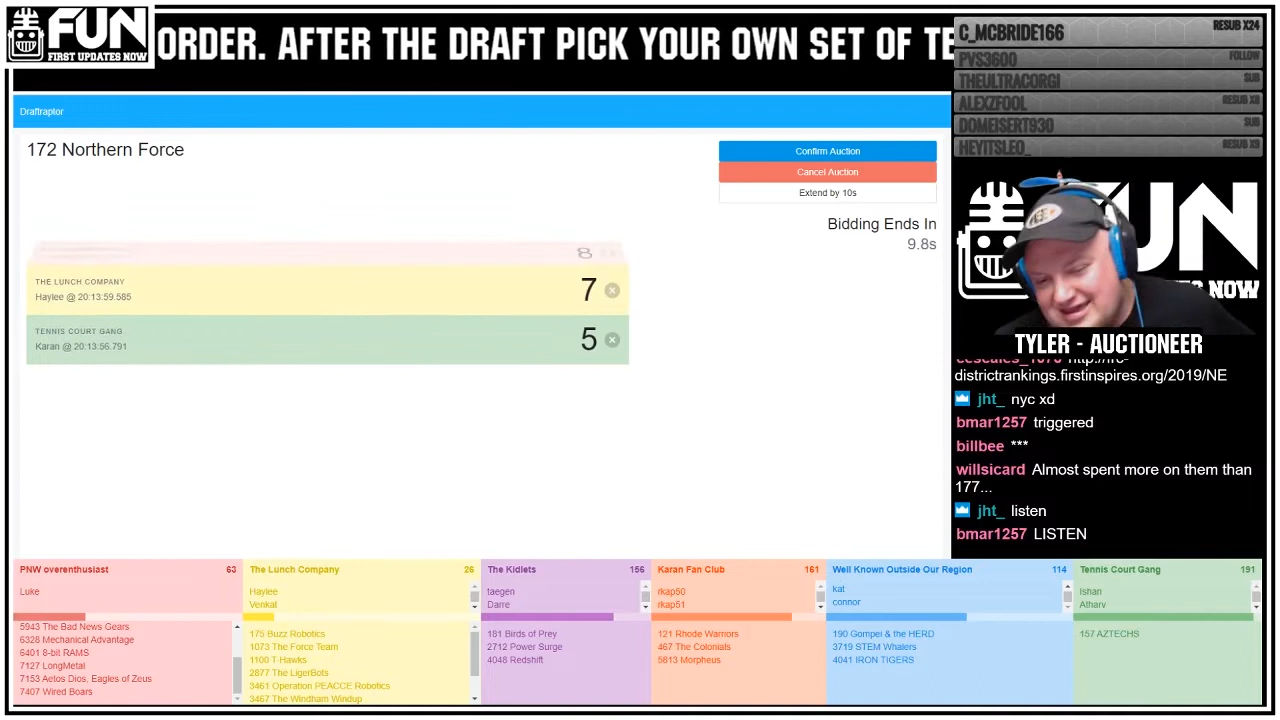 FUN
FIRST UPDATES NOW
ORDER. AFTER THE DRAFT PICK YOUR OWN SET OF TE
C_MCBRIDE166 RESUB X24
PVS3600 FOLLOW
THEULTRACORGI SUB
ALEXZFOOL RESUB X8
DOMEISERT930 SUB
HEYITSLEO_ RESUB X9
Draftraptor
172 Northern Force
Confirm Auction
Cancel Auction
Extend by 10s
Bidding Ends In
9.8s
8
THE LUNCH COMPANY
Haylee @ 20:13:59.585
7
TENNIS COURT GANG
Karan @ 20:13:56.791
5
UN
NOW
TYLER - AUCTIONEER
districtrankings.firstinspires.org/2019/NE
jht_ nyc xd
bmar1257 triggered
billbee ***
willsicard Almost spent more on them than
177...
jht_ listen
bmar1257 LISTEN
PNW overenthusiast 63
Luke
5943 The Bad News Gears
6328 Mechanical Advantage
6401 8-bit RAMS
7127 LongMetal
7153 Aetos Dios, Eagles of Zeus
7407 Wired Boars
The Lunch Company 26
Haylee
Venkat
175 Buzz Robotics
1073 The Force Team
1100 T-Hawks
2877 The LigerBots
3461 Operation PEACCE Robotics
3467 The Windham Windup
The Kidlets 156
taegen
Darre
181 Birds of Prey
2712 Power Surge
4048 Redshift
Karan Fan Club 161
rkap50
rkap51
121 Rhode Warriors
467 The Colonials
5813 Morpheus
Well Known Outside Our Region 114
kat
connor
190 Gompei & the HERD
3719 STEM Whalers
4041 IRON TIGERS
Tennis Court Gang 191
Ishan
Atharv
157 AZTECHS